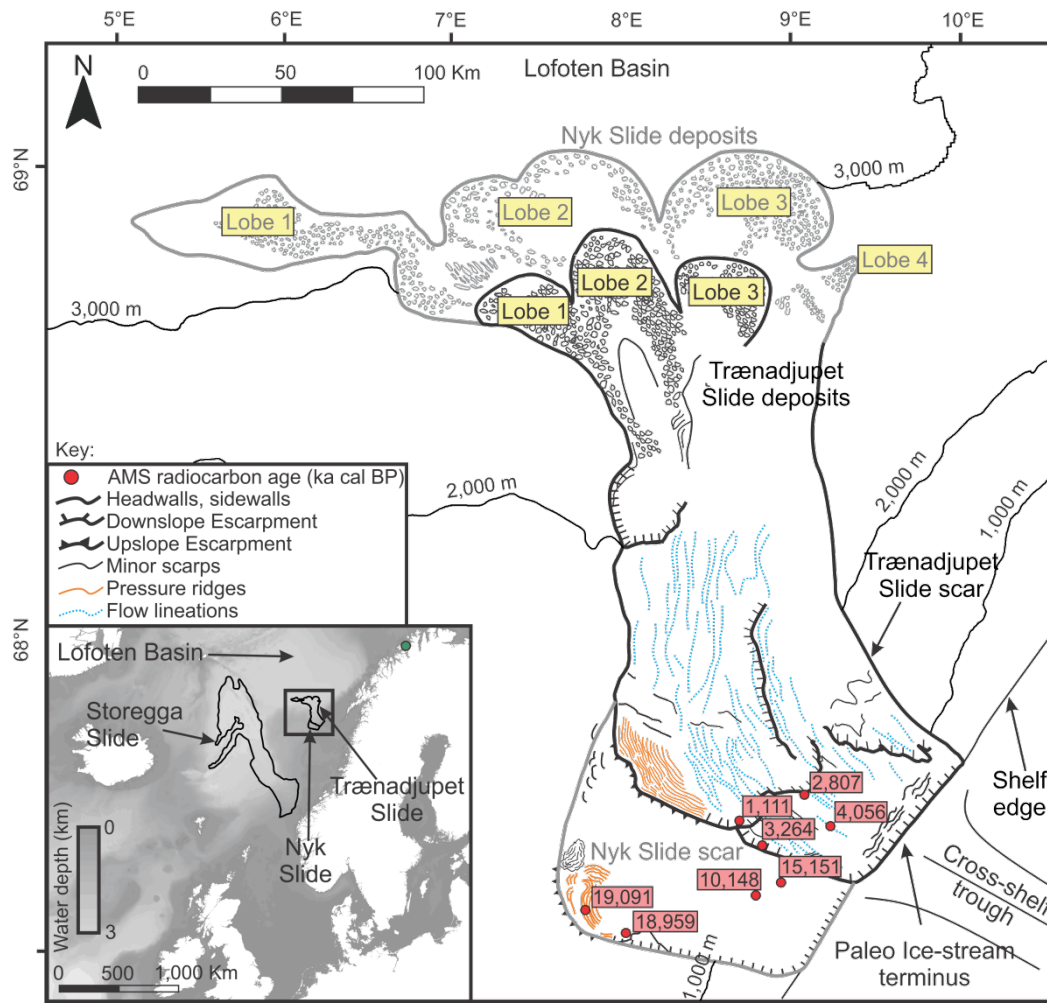 5°E 6°E 7°E 8°E 9°E 10°E
N
0 50 100 Km
Lofoten Basin
69°N
Nyk Slide deposits
3,000 m
Lobe 1
Lobe 2
Lobe 3
Lobe 4
Lobe 1
Lobe 2
Lobe 3
3,000 m
Trænadjupet
Slide deposits
2,000 m
2,000 m
1,000 m
Key:
AMS radiocarbon age (ka cal BP)
Headwalls, sidewalls
Downslope Escarpment
Upslope Escarpment
Minor scarps
Pressure ridges
Flow lineations
Trænadjupet
Slide scar
68°N
Lofoten Basin
Storegga
Slide
Trænadjupet
Slide
Nyk
Slide
Water depth (km)
0
3
0 500 1,000 Km
2,807
1,111
4,056
3,264
Nyk Slide scar
15,151
10,148
19,091
18,959
1,000 m
Shelf
edge
Cross-shelf
trough
Paleo Ice-stream
terminus